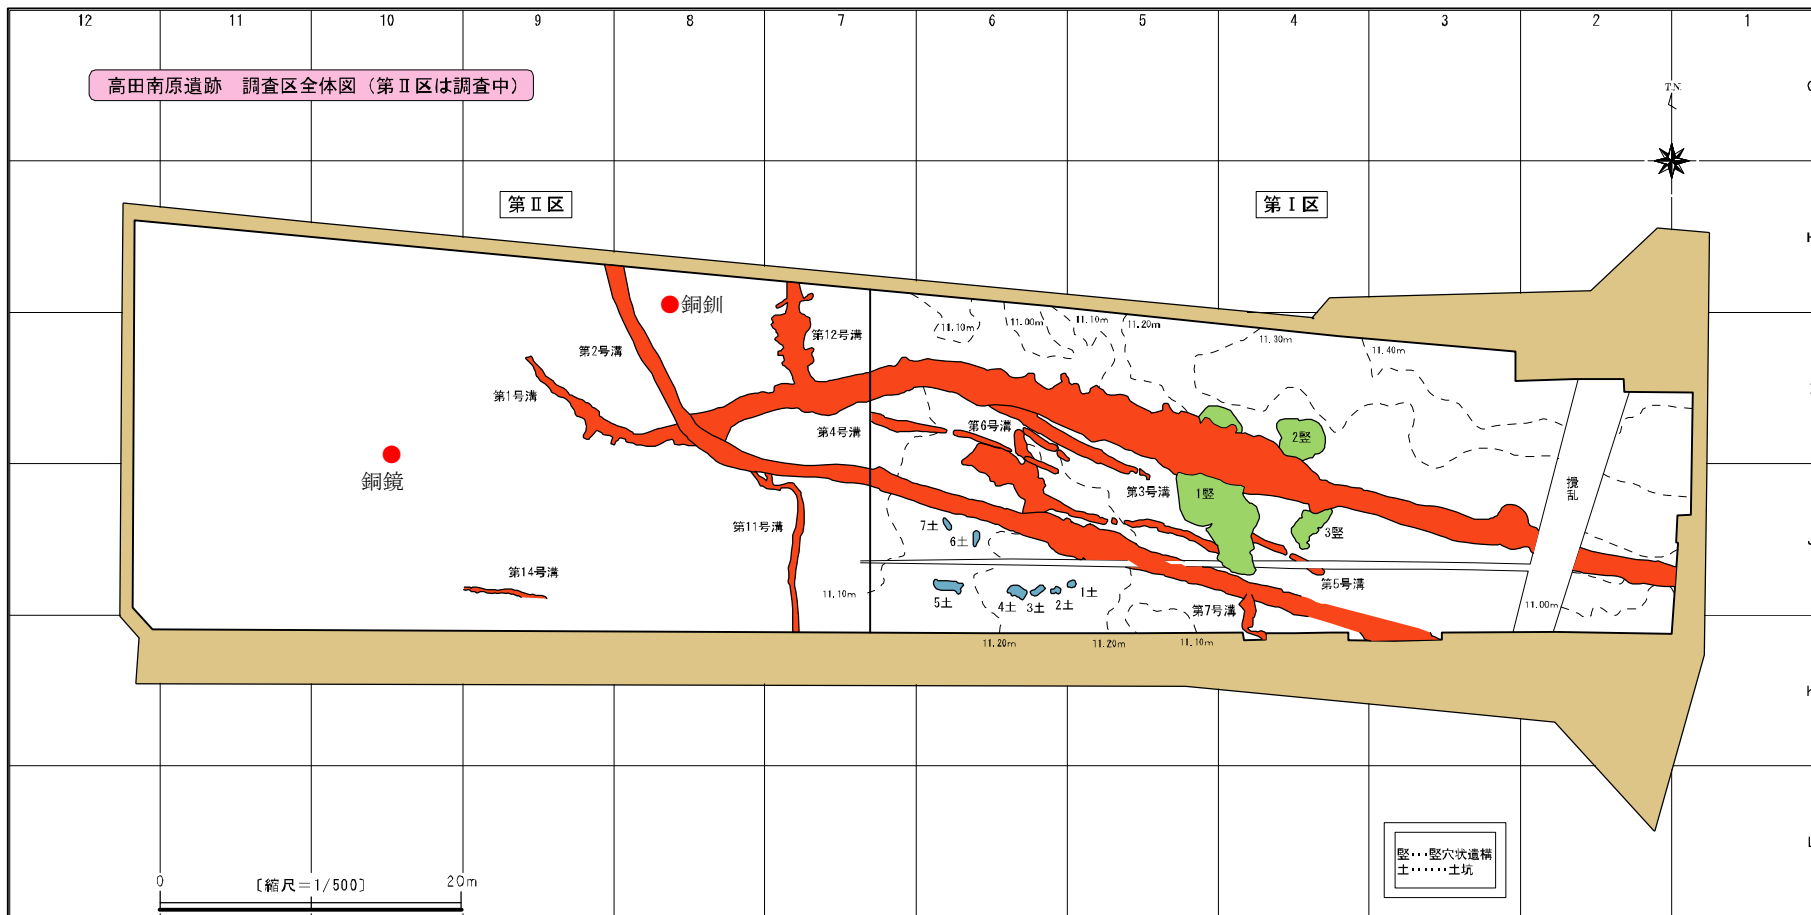 12 11 10 9 8 7 6 5 4 3 2 1
高田南原遺跡 調査区全体図（第Ⅱ区は調査中）
T.N.
第Ⅱ区
第Ⅰ区
H
銅釧
第12号溝
11.10m
11.00m
11.10m
11.20m
11.30m
11.40m
第2号溝
第1号溝
第4号溝
第6号溝
2竪
銅鏡
第3号溝
1竪
攪乱
第11号溝
7土
6土
3竪
J
第14号溝
第5号溝
11.10m
5土
4土
3土
2土
1土
第7号溝
11.00m
11.20m
11.20m
11.10m
K
L
竪･･･竪穴状遺構
土･･････土坑
0 〔縮尺＝1/500〕 20m